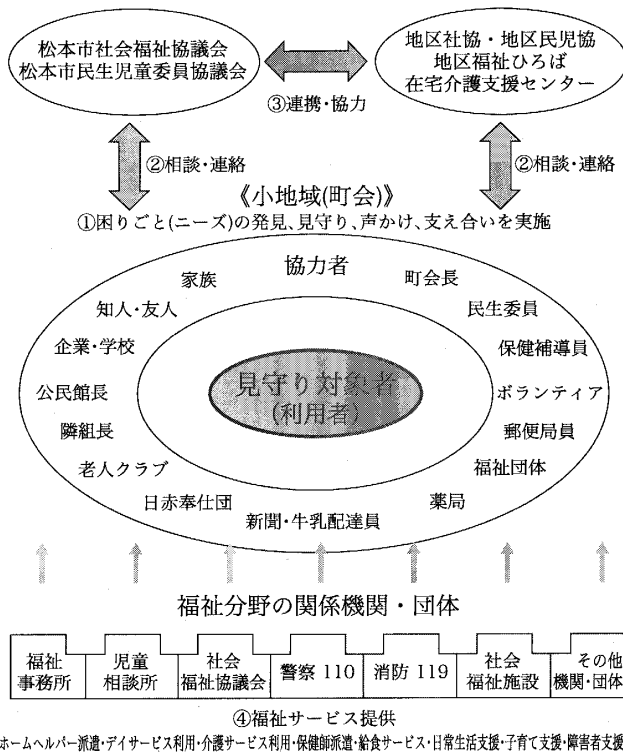 松本市社会福祉協議会
松本市民生児童委員協議会
地区社協・地区民児協
地区福祉ひろば
在宅介護支援センター
③連携・協力
②相談・連絡
②相談・連絡
《小地域(町会)》
①困りごと(ニーズ)の発見、見守り、声かけ、支え合いを実施
協力者
家族
町会長
知人・友人
民生委員
企業・学校
保健補導員
見守り対象者
(利用者)
公民館長
ボランティア
隣組長
郵便局員
老人クラブ
福祉団体
日赤奉仕団
薬局
新聞・牛乳配達員
福祉分野の関係機関・団体
福祉
事務所
児童
相談所
社会
福祉協議会
警察 110
消防 119
社会
福祉施設
その他
機関・団体
④福祉サービス提供
ホームヘルパー派遣・デイサービス利用・介護サービス利用・保健師派遣・給食サービス・日常生活支援・子育て支援・障害者支援